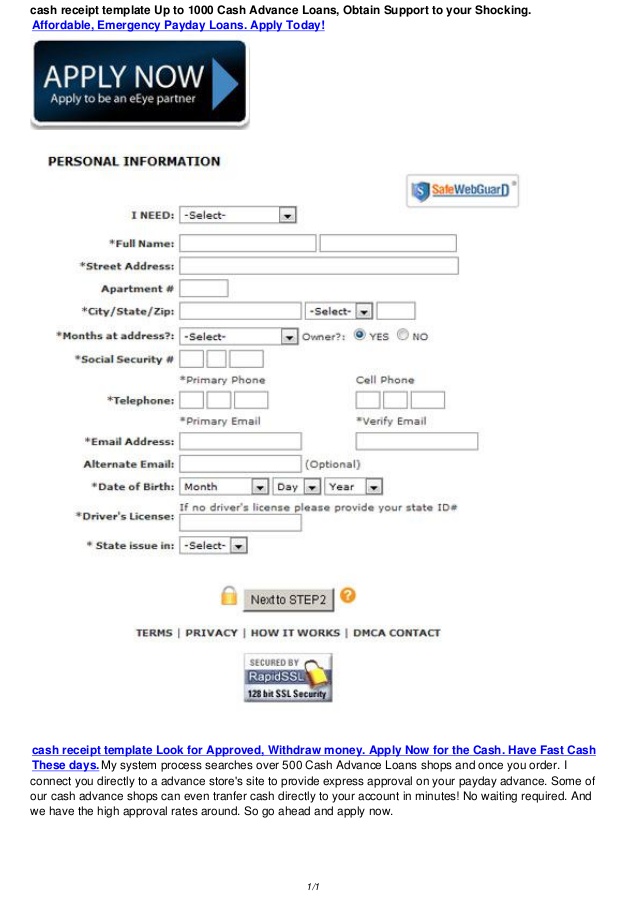 cash receipt template Up to 1000 Cash Advance Loans, Obtain Support to your Shocking.
Affordable, Emergency Payday Loans. Apply Today!
APPLY NOW
Apply to be an eEye partner
PERSONAL INFORMATION
SafeWebGuarD®
I NEED: -Select-
*Full Name:
*Street Address:
Apartment #
*City/State/Zip: -Select-
*Months at address?: -Select- Owner?: YES NO
*Social Security #
*Primary Phone Cell Phone
*Telephone:
*Primary Email *Verify Email
*Email Address:
Alternate Email: (Optional)
*Date of Birth: Month Day Year
If no driver's license please provide your state ID#
*Driver's License:
* State issue in: -Select-
Next to STEP2 ?
TERMS | PRIVACY | HOW IT WORKS | DMCA CONTACT
SECURED BY
RapidSSL
128 bit SSL Security
cash receipt template Look for Approved, Withdraw money. Apply Now for the Cash. Have Fast Cash
These days. My system process searches over 500 Cash Advance Loans shops and once you order. I
connect you directly to a advance store's site to provide express approval on your payday advance. Some of
our cash advance shops can even tranfer cash directly to your account in minutes! No waiting required. And
we have the high approval rates around. So go ahead and apply now.
1/1